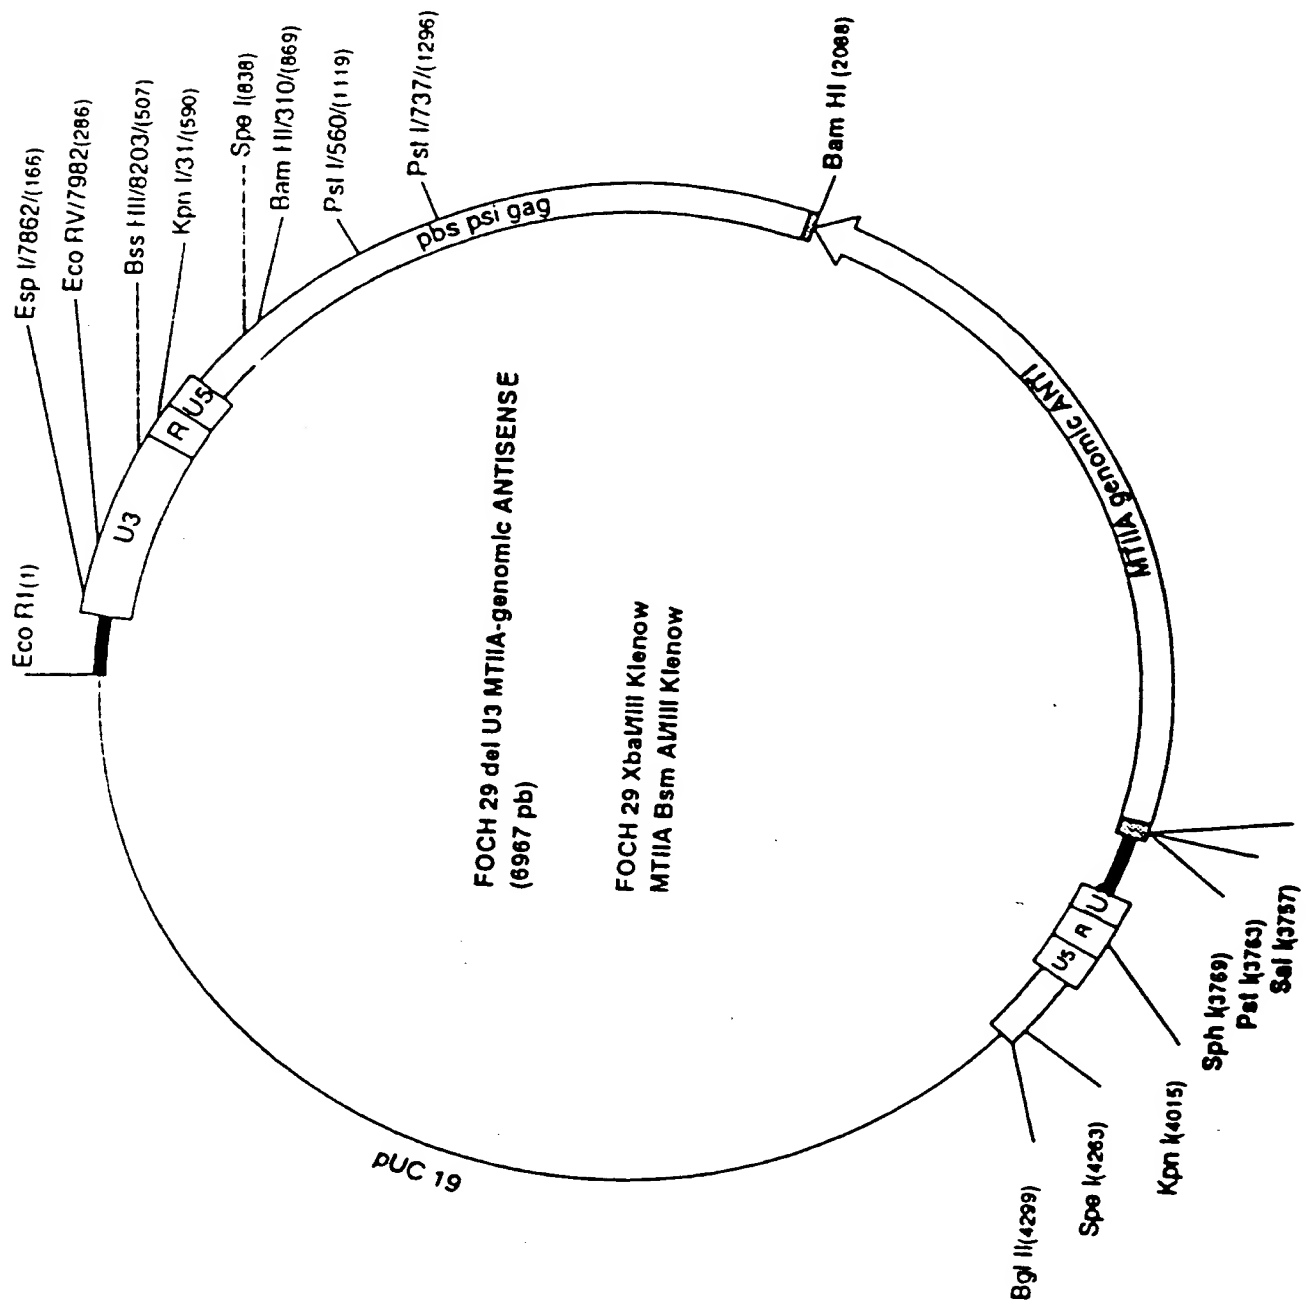 Eco R1(1)
Esp I/7862/(166)
Eco RV/7982(286)
Bss HII/8203/(507)
Kpn I/31/(590)
Spe I(838)
Bam HI/310/(869)
Pst I/560/(1119)
Pst I/737/(1296)
Bam HI (2088)
U3
R
U5
pbs psi gag
MTIIA genomic ANTI
FOCH 29 del U3 MTIIA-genomic ANTISENSE
(6967 pb)
FOCH 29 XbaI/fIII Klenow
MTIIA Bsm AI/fIII Klenow
U
R
U5
Sal I(3757)
Pst I(3763)
Sph I(3769)
Kpn I(4015)
Spe I(4263)
Bgl II(4299)
pUC 19